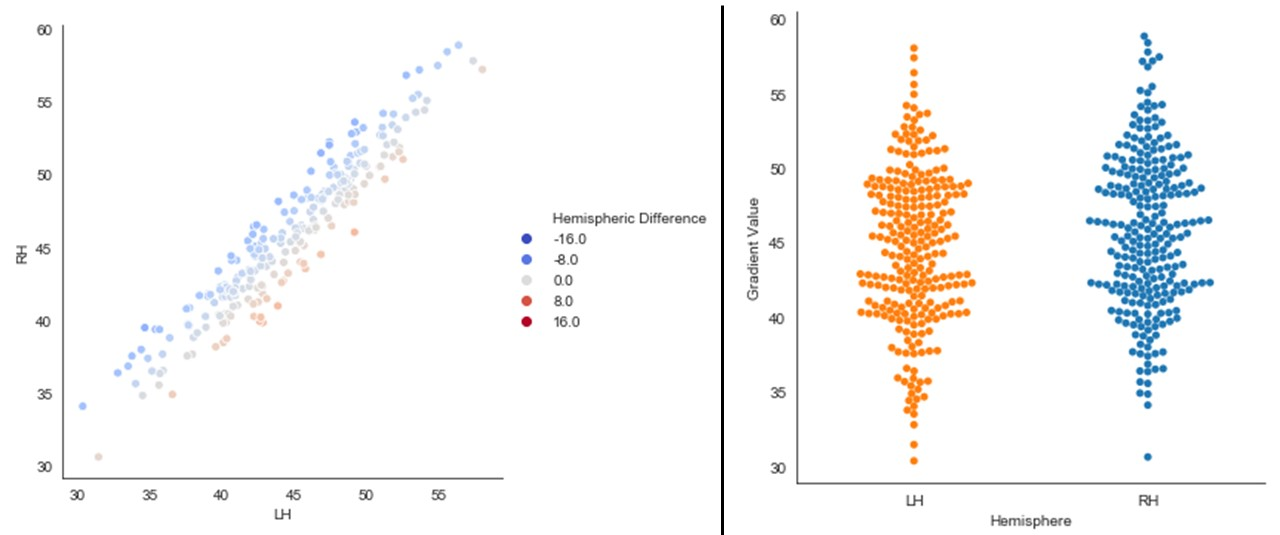 60
55
50
45
40
35
30
RH
30 35 40 45 50 55
LH
Hemispheric Difference
-16.0
-8.0
0.0
8.0
16.0
60
55
50
45
40
35
30
Gradient Value
LH RH
Hemisphere